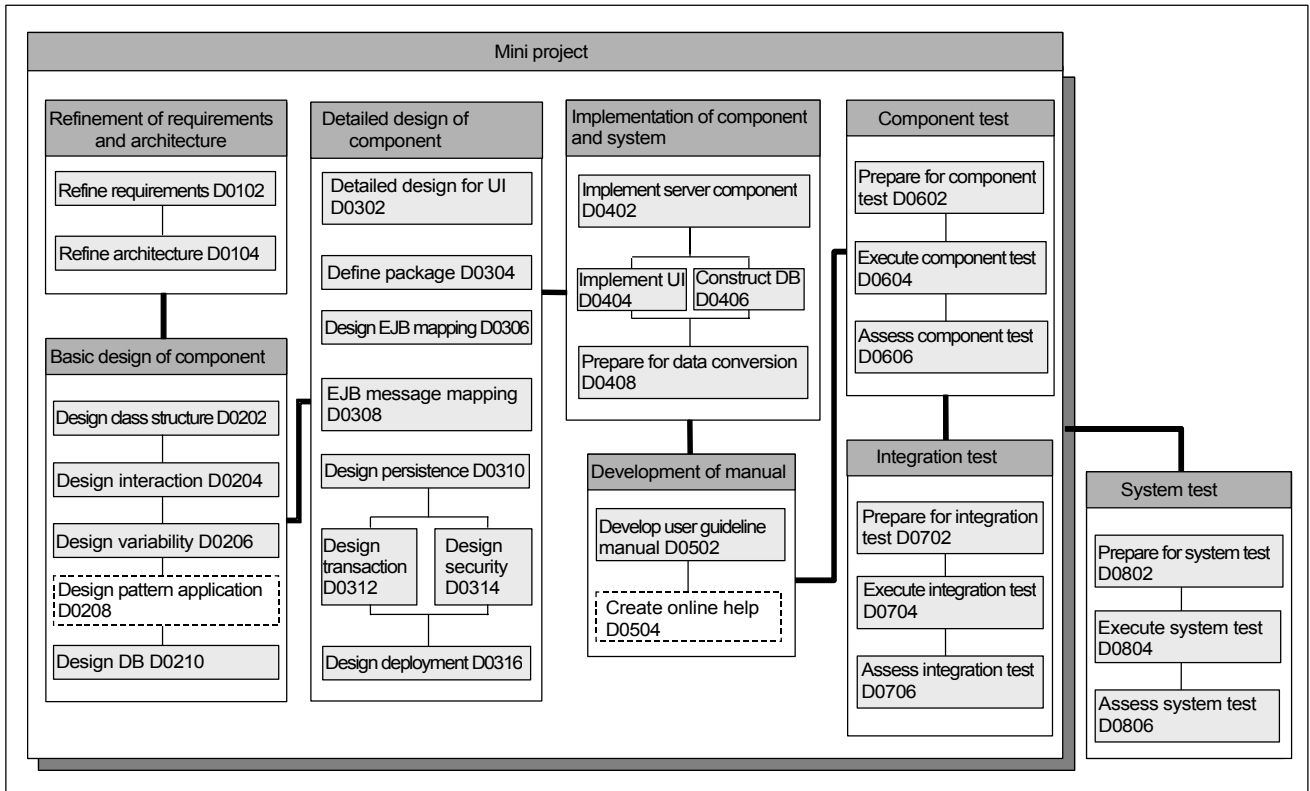 Mini project
Refinement of requirements
and architecture
Refine requirements D0102
Refine architecture D0104
Basic design of component
Design class structure D0202
Design interaction D0204
Design variability D0206
Design pattern application
D0208
Design DB D0210
Detailed design of
component
Detailed design for UI
D0302
Define package D0304
Design EJB mapping D0306
EJB message mapping
D0308
Design persistence D0310
Design
transaction
D0312
Design
security
D0314
Design deployment D0316
Implementation of component
and system
Implement server component
D0402
Implement UI
D0404
Construct DB
D0406
Prepare for data conversion
D0408
Development of manual
Develop user guideline
manual D0502
Create online help
D0504
Component test
Prepare for component
test D0602
Execute component test
D0604
Assess component test
D0606
Integration test
Prepare for integration
test D0702
Execute integration test
D0704
Assess integration test
D0706
System test
Prepare for system test
D0802
Execute system test
D0804
Assess system test
D0806